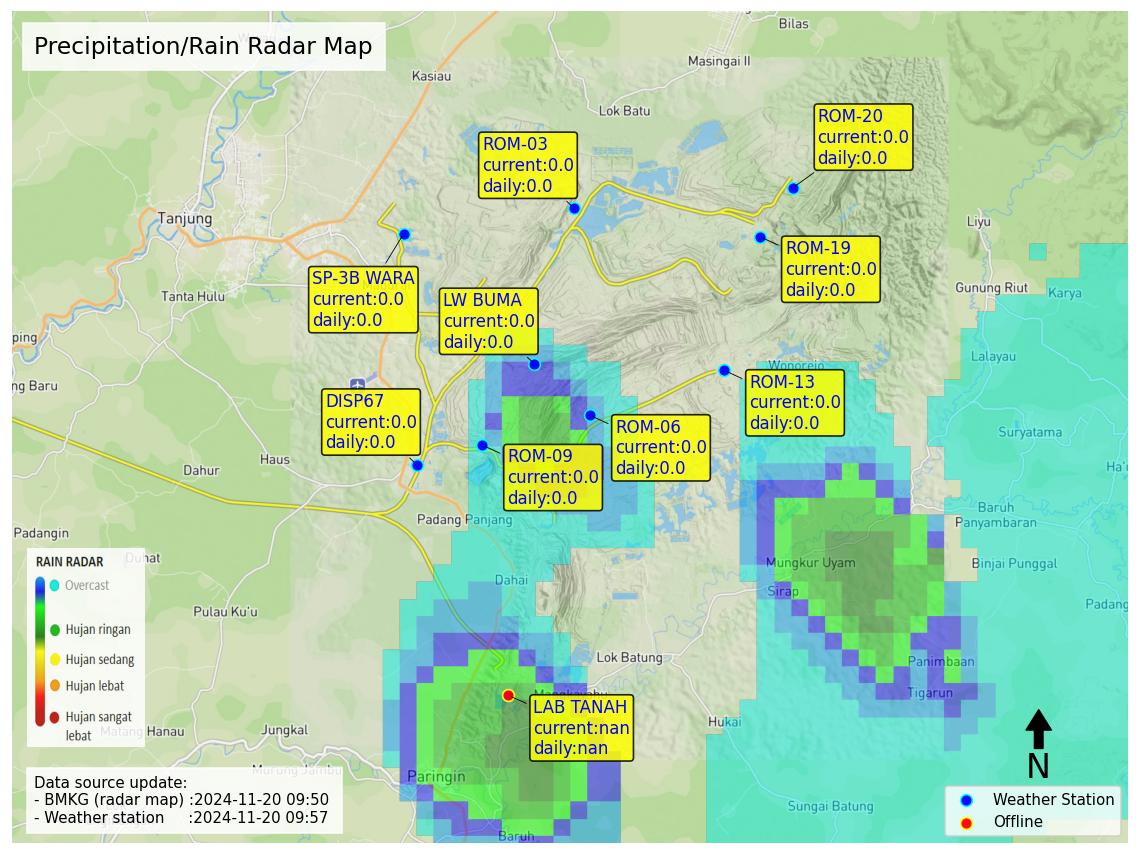 Precipitation/Rain Radar Map
Bilas
Masingai II
Kasiau
Lok Batu
ROM-20
current:0.0
daily:0.0
ROM-03
current:0.0
daily:0.0
Tanjung
Liyu
ROM-19
current:0.0
daily:0.0
SP-3B WARA
current:0.0
daily:0.0
Tanta Hulu
LW BUMA
current:0.0
daily:0.0
Gunung Riut
Karya
ping
Lalayau
Wonorejo
ng Baru
ROM-13
current:0.0
daily:0.0
DISP67
current:0.0
daily:0.0
ROM-06
current:0.0
daily:0.0
Suryatama
Haus
Dahur
ROM-09
current:0.0
daily:0.0
Ha'u
Baruh
Panyambaran
Padang Panjang
Padangin
Duhat
Mungkur Uyam
Binjai Punggal
Dahai
Sirap
Padang
Pulau Ku'u
RAIN RADAR
Overcast
Hujan ringan
Hujan sedang
Hujan lebat
Hujan sangat
lebat
Lok Batung
Panimbaan
Tigarun
LAB TANAH
current:nan
daily:nan
Hukai
Matang Hanau
Jungkal
Murung Jambu
Paringin
Baruh
Sungai Batung
N
Data source update:
- BMKG (radar map) :2024-11-20 09:50
- Weather station :2024-11-20 09:57
Weather Station
Offline